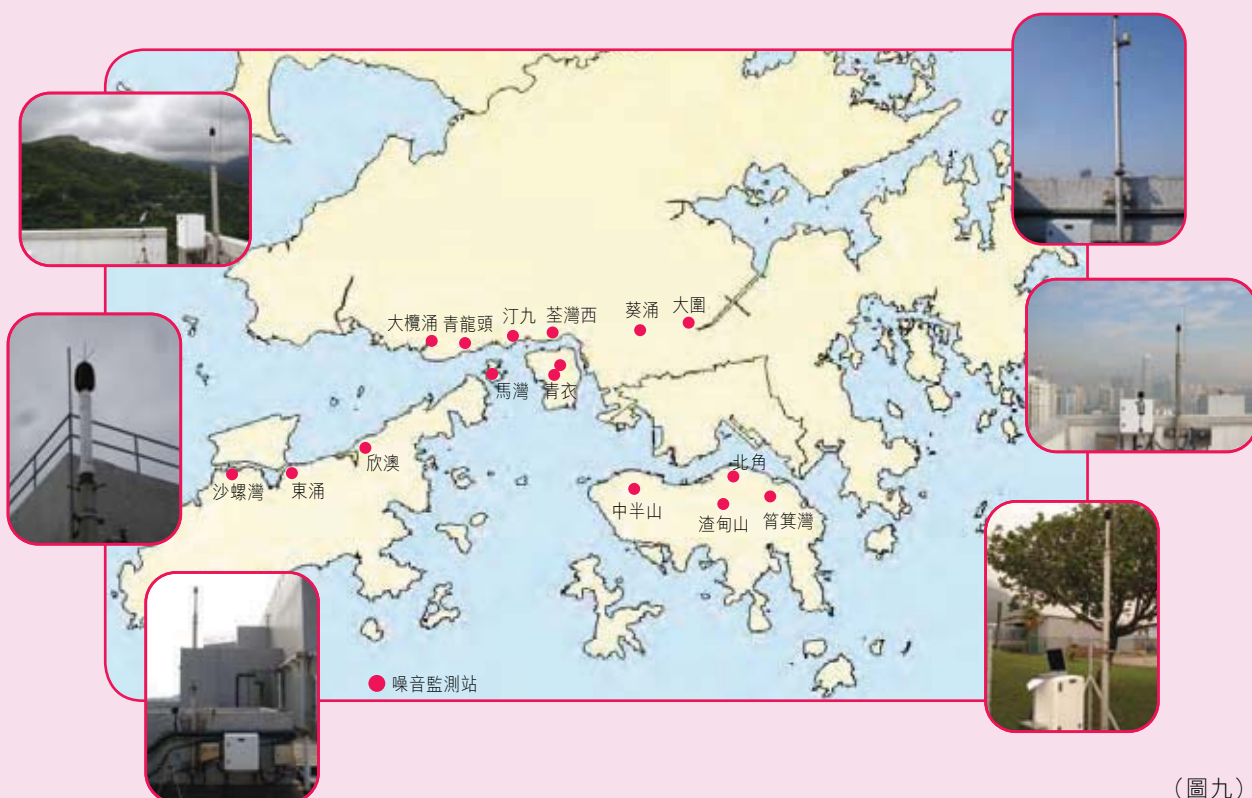 大欖涌
青龍頭
汀九
荃灣西
葵涌
大圍
馬灣
青衣
欣澳
沙螺灣
東涌
北角
中半山
渣甸山
筲箕灣
噪音監測站
（圖九）